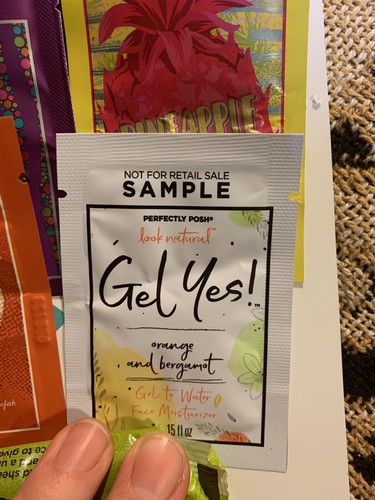 PINEAPPLE
NOT FOR RETAIL SALE
SAMPLE
PERFECTLY POSH®
look natural™
Gel Yes!™
orange
and bergamot
Gel to Water
Face Moisturizer
.15 fl oz